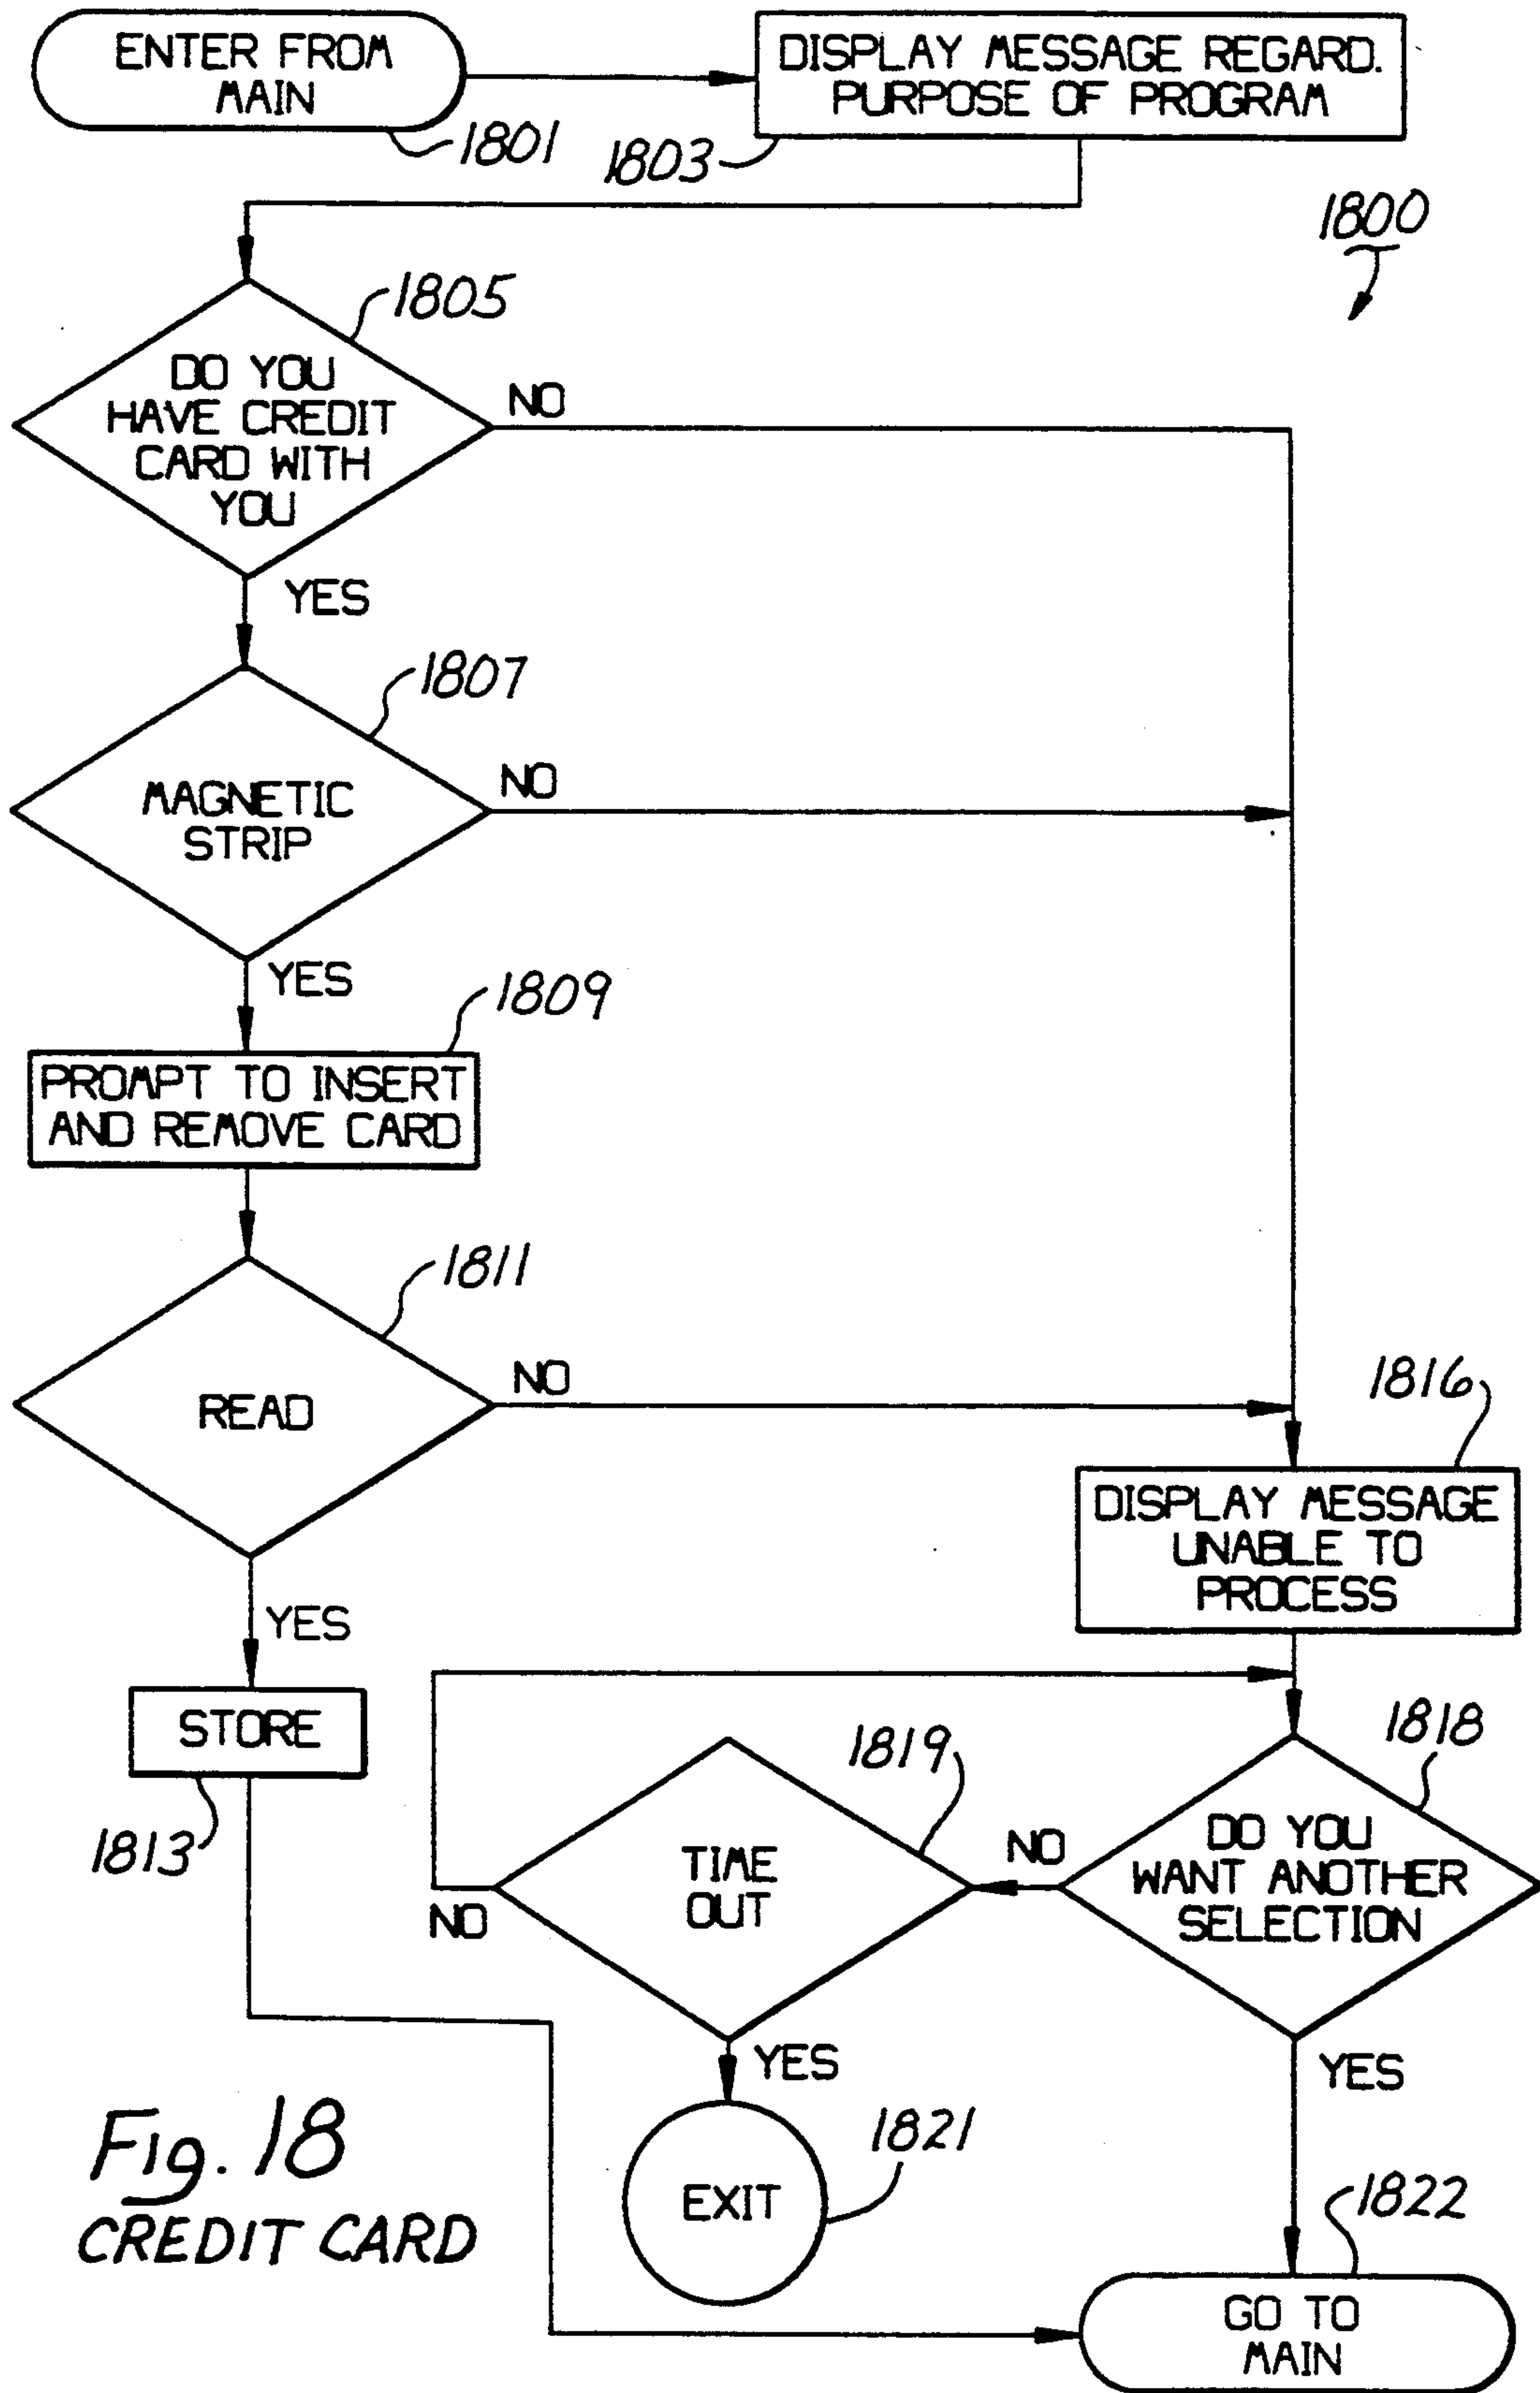 ENTER FROM
MAIN
1801
DISPLAY MESSAGE REGARD.
PURPOSE OF PROGRAM
1803
1800
1805
DO YOU
HAVE CREDIT
CARD WITH
YOU
NO
YES
1807
MAGNETIC
STRIP
NO
YES
1809
PROMPT TO INSERT
AND REMOVE CARD
1811
READ
NO
YES
1816
DISPLAY MESSAGE
UNABLE TO
PROCESS
STORE
1813
1818
DO YOU
WANT ANOTHER
SELECTION
NO
YES
1819
TIME
OUT
NO
YES
EXIT
1821
1822
GO TO
MAIN
Fig. 18
CREDIT CARD